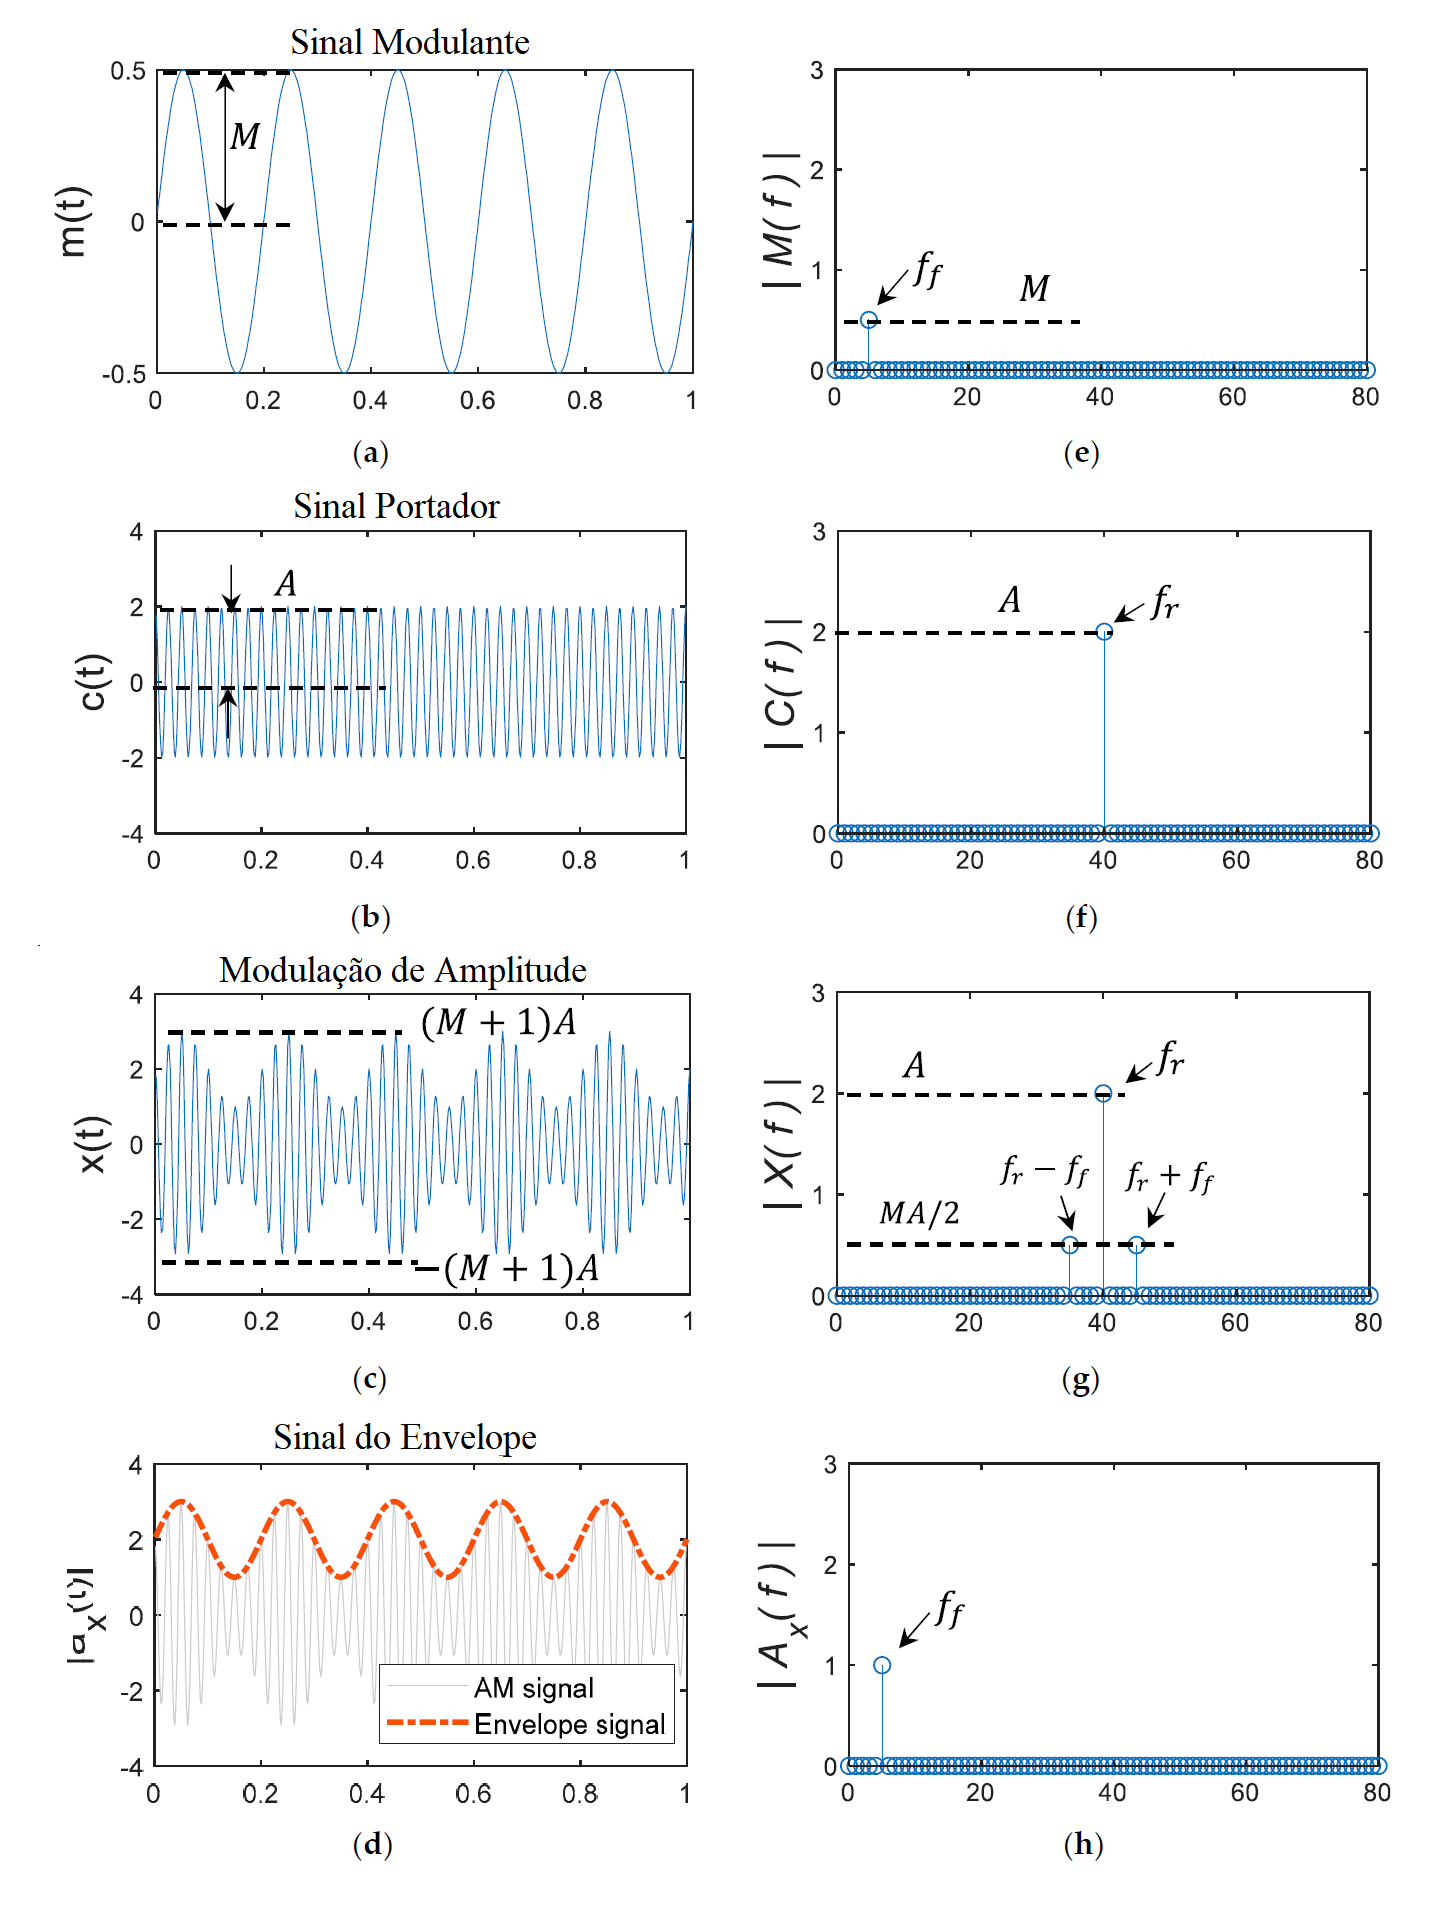 Sinal Modulante
0.5
M
m(t)
0
-0.5
0 0.2 0.4 0.6 0.8 1
(a)
3
2
1
0
| M( f ) |
f_f
M
0 20 40 60 80
(e)
Sinal Portador
4
2
0
-2
-4
c(t)
A
0 0.2 0.4 0.6 0.8 1
(b)
3
2
1
0
| C( f ) |
A
f_r
0 20 40 60 80
(f)
Modulação de Amplitude
4
2
0
-2
-4
x(t)
(M + 1)A
−(M + 1)A
0 0.2 0.4 0.6 0.8 1
(c)
3
2
1
0
| X( f ) |
A
f_r
f_r − f_f
f_r + f_f
MA/2
0 20 40 60 80
(g)
Sinal do Envelope
4
2
0
-2
-4
|a_x(t)|
AM signal
Envelope signal
0 0.2 0.4 0.6 0.8 1
(d)
3
2
1
0
| A_x( f ) |
f_f
0 20 40 60 80
(h)